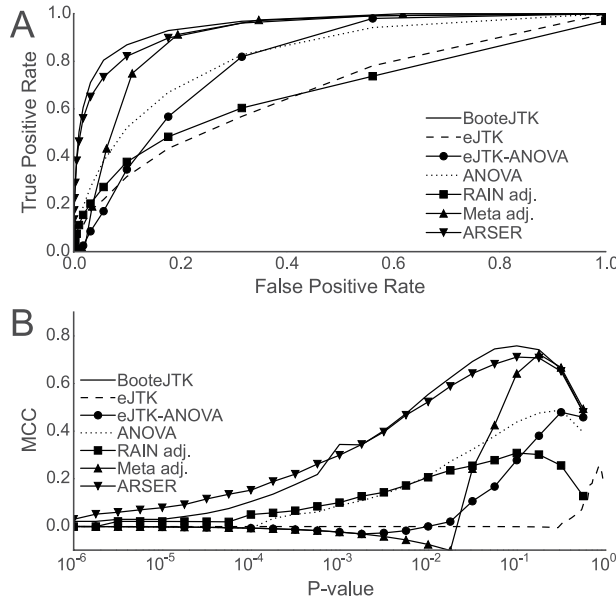 A
True Positive Rate
1.0
0.8
0.6
0.4
0.2
0.0
0.0
0.2
0.4
0.6
0.8
1.0
False Positive Rate
BooteJTK
eJTK
eJTK-ANOVA
ANOVA
RAIN adj.
Meta adj.
ARSER
B
MCC
0.8
0.6
0.4
0.2
0.0
BooteJTK
eJTK
eJTK-ANOVA
ANOVA
RAIN adj.
Meta adj.
ARSER
10⁻⁶
10⁻⁵
10⁻⁴
10⁻³
10⁻²
10⁻¹
10⁰
P-value